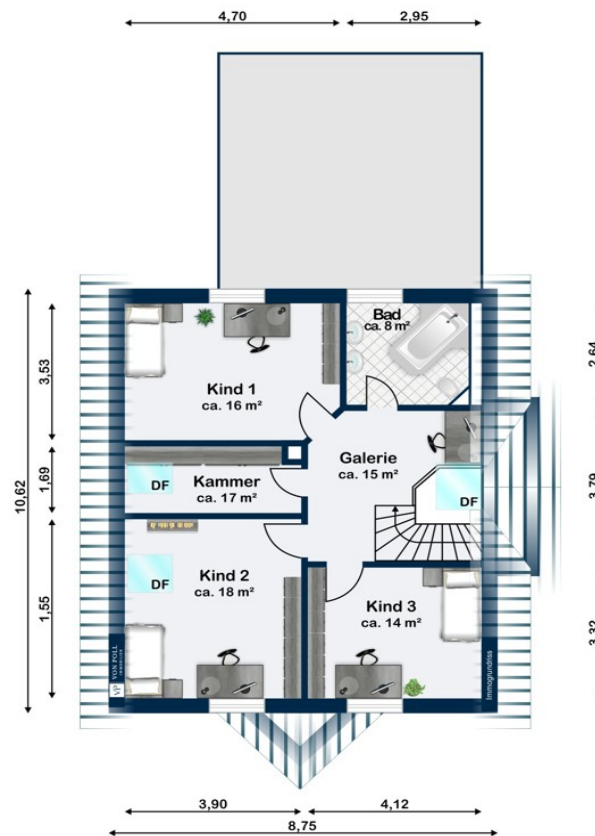 4,70
2,95
Bad
ca. 8 m²
2,64
3,53
Kind 1
ca. 16 m²
Galerie
ca. 15 m²
1,69
DF
Kammer
ca. 17 m²
3,79
DF
10,62
DF
Kind 2
ca. 18 m²
Kind 3
ca. 14 m²
1,55
3,32
VP VON POLL
IMMOBILIEN
Immogrundriss
3,90
4,12
8,75